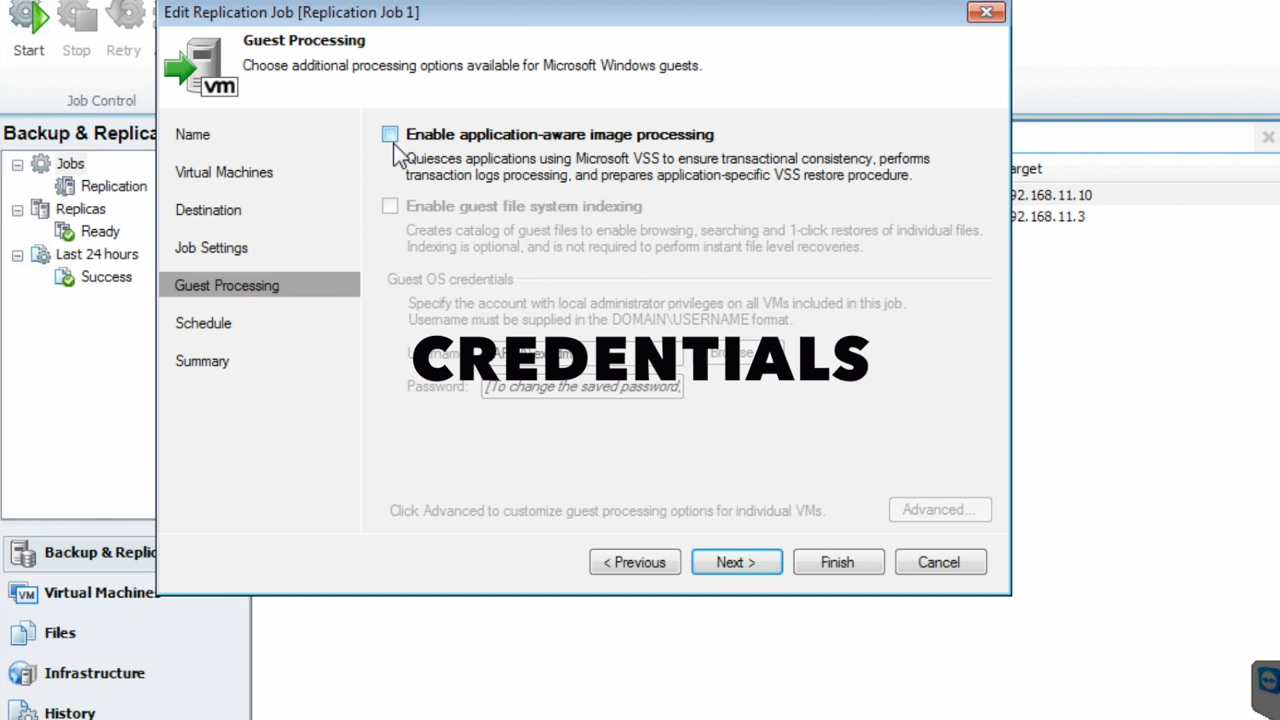 Edit Replication Job [Replication Job 1]
Guest Processing
Choose additional processing options available for Microsoft Windows guests.
vm
Start
Stop
Retry
Job Control
Backup & Replica
Jobs
Replication
Replicas
Ready
Last 24 hours
Success
Name
Virtual Machines
Destination
Job Settings
Guest Processing
Schedule
Summary
Enable application-aware image processing
Quiesces applications using Microsoft VSS to ensure transactional consistency, performs
transaction logs processing, and prepares application-specific VSS restore procedure.
Enable guest file system indexing
Creates catalog of guest files to enable browsing, searching and 1-click restores of individual files.
Indexing is optional, and is not required to perform instant file level recoveries.
Guest OS credentials
Specify the account with local administrator privileges on all VMs included in this job.
Username must be supplied in the DOMAIN\USERNAME format.
CREDENTIALS
Password: [To change the saved password,
Click Advanced to customize guest processing options for individual VMs.
Advanced...
< Previous
Next >
Finish
Cancel
arget
92.168.11.10
92.168.11.3
Backup & Replic
VM
Virtual Machines
Files
Infrastructure
History